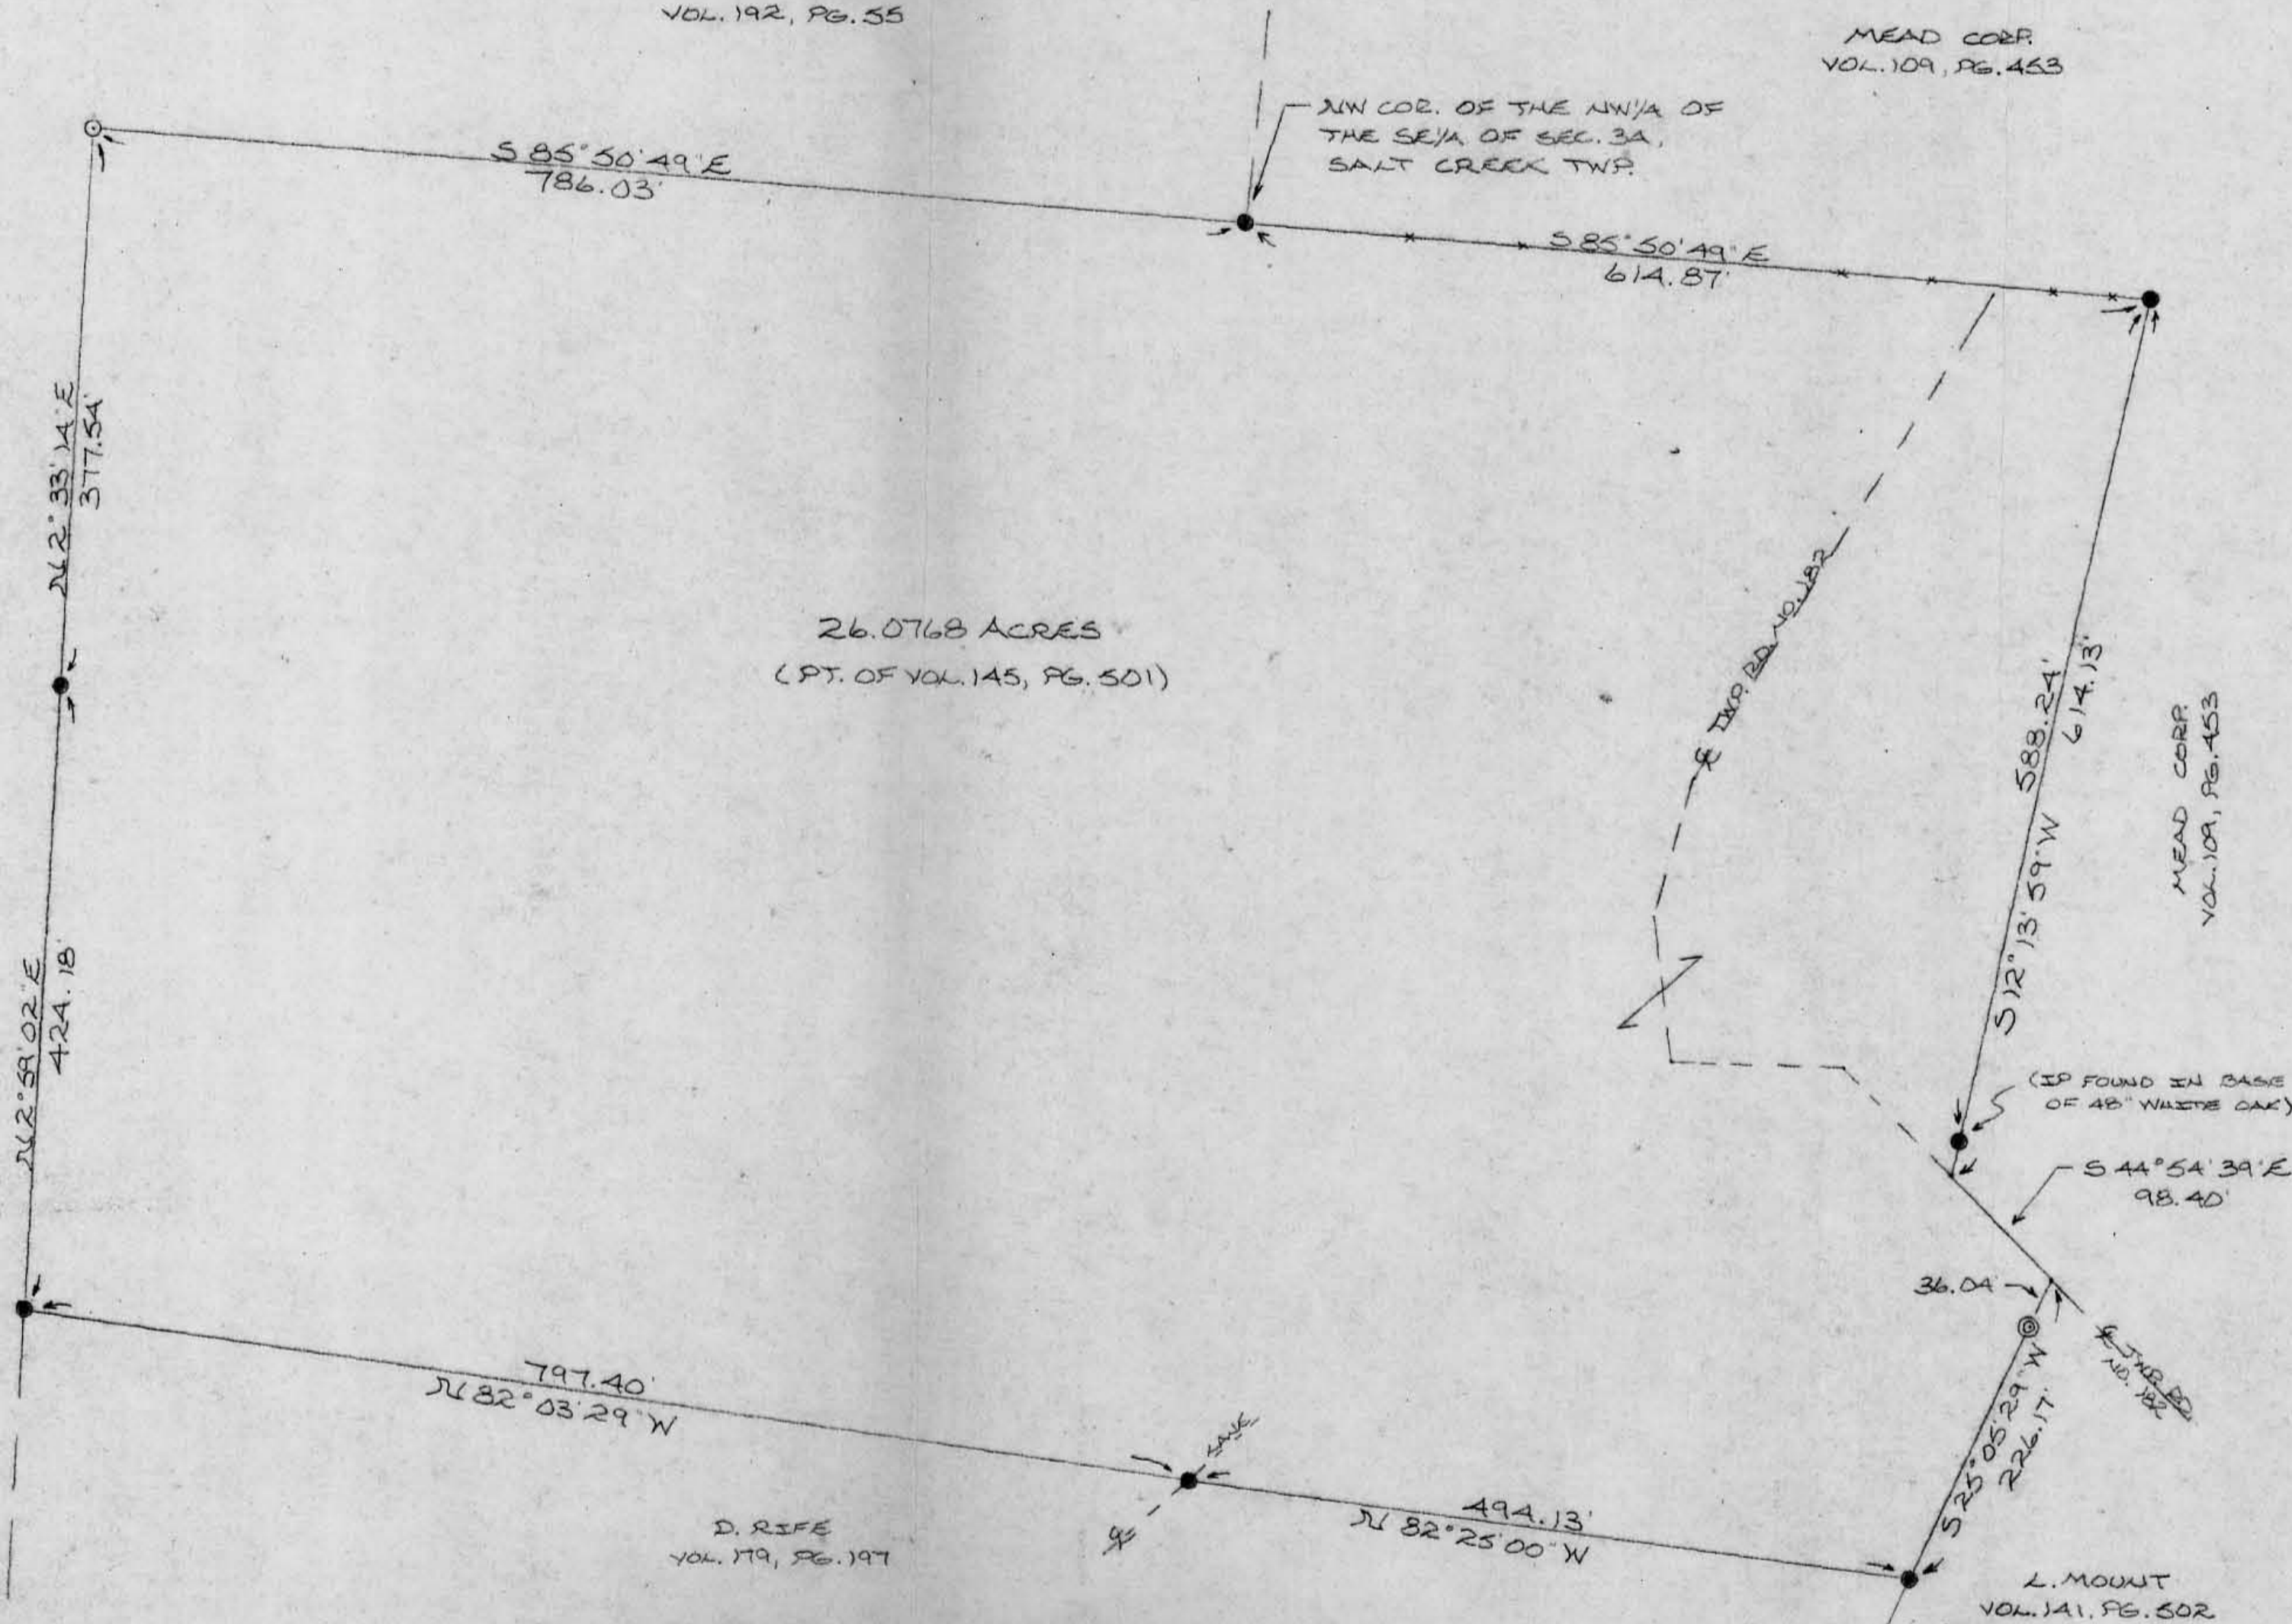 VOL. 192, PG. 55
MEAD CORP.
VOL. 109, PG. 453
NW COR. OF THE NW 1/4 OF
THE SE 1/4 OF SEC. 34,
SALT CREEK TWP.
S 85° 50' 49" E
786.03'
S 85° 50' 49" E
614.87'
N 2° 33' 14" E
377.54'
26.0768 ACRES
(PT. OF VOL. 145, PG. 501)
℄ TWP. RD. NO. 182
588.24'
614.13'
S 12° 13' 59" W
MEAD CORP.
VOL. 109, PG. 453
N 2° 59' 02" E
424.18'
(IP FOUND IN BASE
OF 48" WHITE OAK)
S 44° 54' 39" E
98.40'
36.04'
℄ TWP. RD.
NO. 182
797.40'
N 82° 03' 29" W
S 25° 05' 29" W
226.17'
494.13'
N 82° 25' 00" W
D. RIFE
VOL. 179, PG. 197
L. MOUNT
VOL. 141, PG. 502